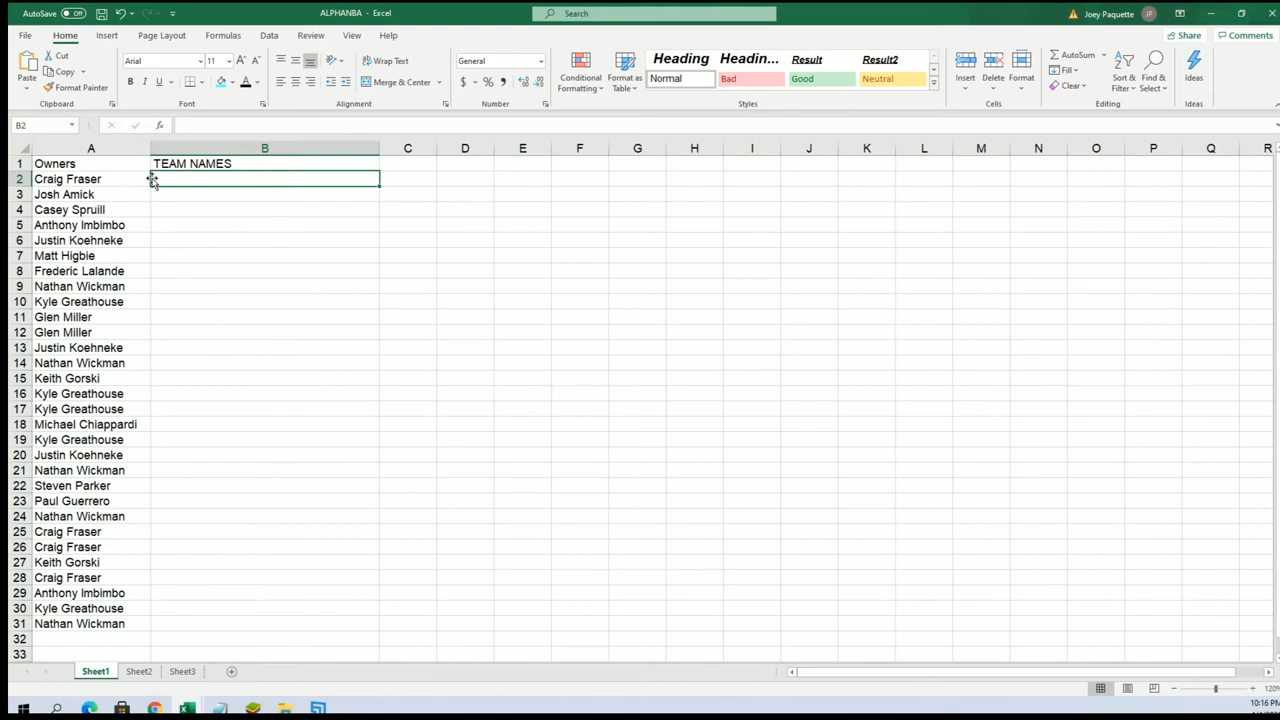 AutoSave Off ALPHANBA - Excel Search Joey Paquette JP
File Home Insert Page Layout Formulas Data Review View Help Share Comments
Paste Cut Copy Format Painter Clipboard
Arial 11 A A B I U A Font
ab Wrap Text Merge & Center Alignment
General $ % , Number
Conditional Formatting Format as Table
Heading Headin... Result Result2
Normal Bad Good Neutral
Styles
Insert Delete Format Cells
AutoSum Fill Clear Sort & Filter Find & Select Editing
Ideas Ideas
B2 fx
A B C D E F G H I J K L M N O P Q R
1 Owners TEAM NAMES
2 Craig Fraser
3 Josh Amick
4 Casey Spruill
5 Anthony Imbimbo
6 Justin Koehneke
7 Matt Higbie
8 Frederic Lalande
9 Nathan Wickman
10 Kyle Greathouse
11 Glen Miller
12 Glen Miller
13 Justin Koehneke
14 Nathan Wickman
15 Keith Gorski
16 Kyle Greathouse
17 Kyle Greathouse
18 Michael Chiappardi
19 Kyle Greathouse
20 Justin Koehneke
21 Nathan Wickman
22 Steven Parker
23 Paul Guerrero
24 Nathan Wickman
25 Craig Fraser
26 Craig Fraser
27 Keith Gorski
28 Craig Fraser
29 Anthony Imbimbo
30 Kyle Greathouse
31 Nathan Wickman
32
33
Sheet1 Sheet2 Sheet3
120%
10:16 PM